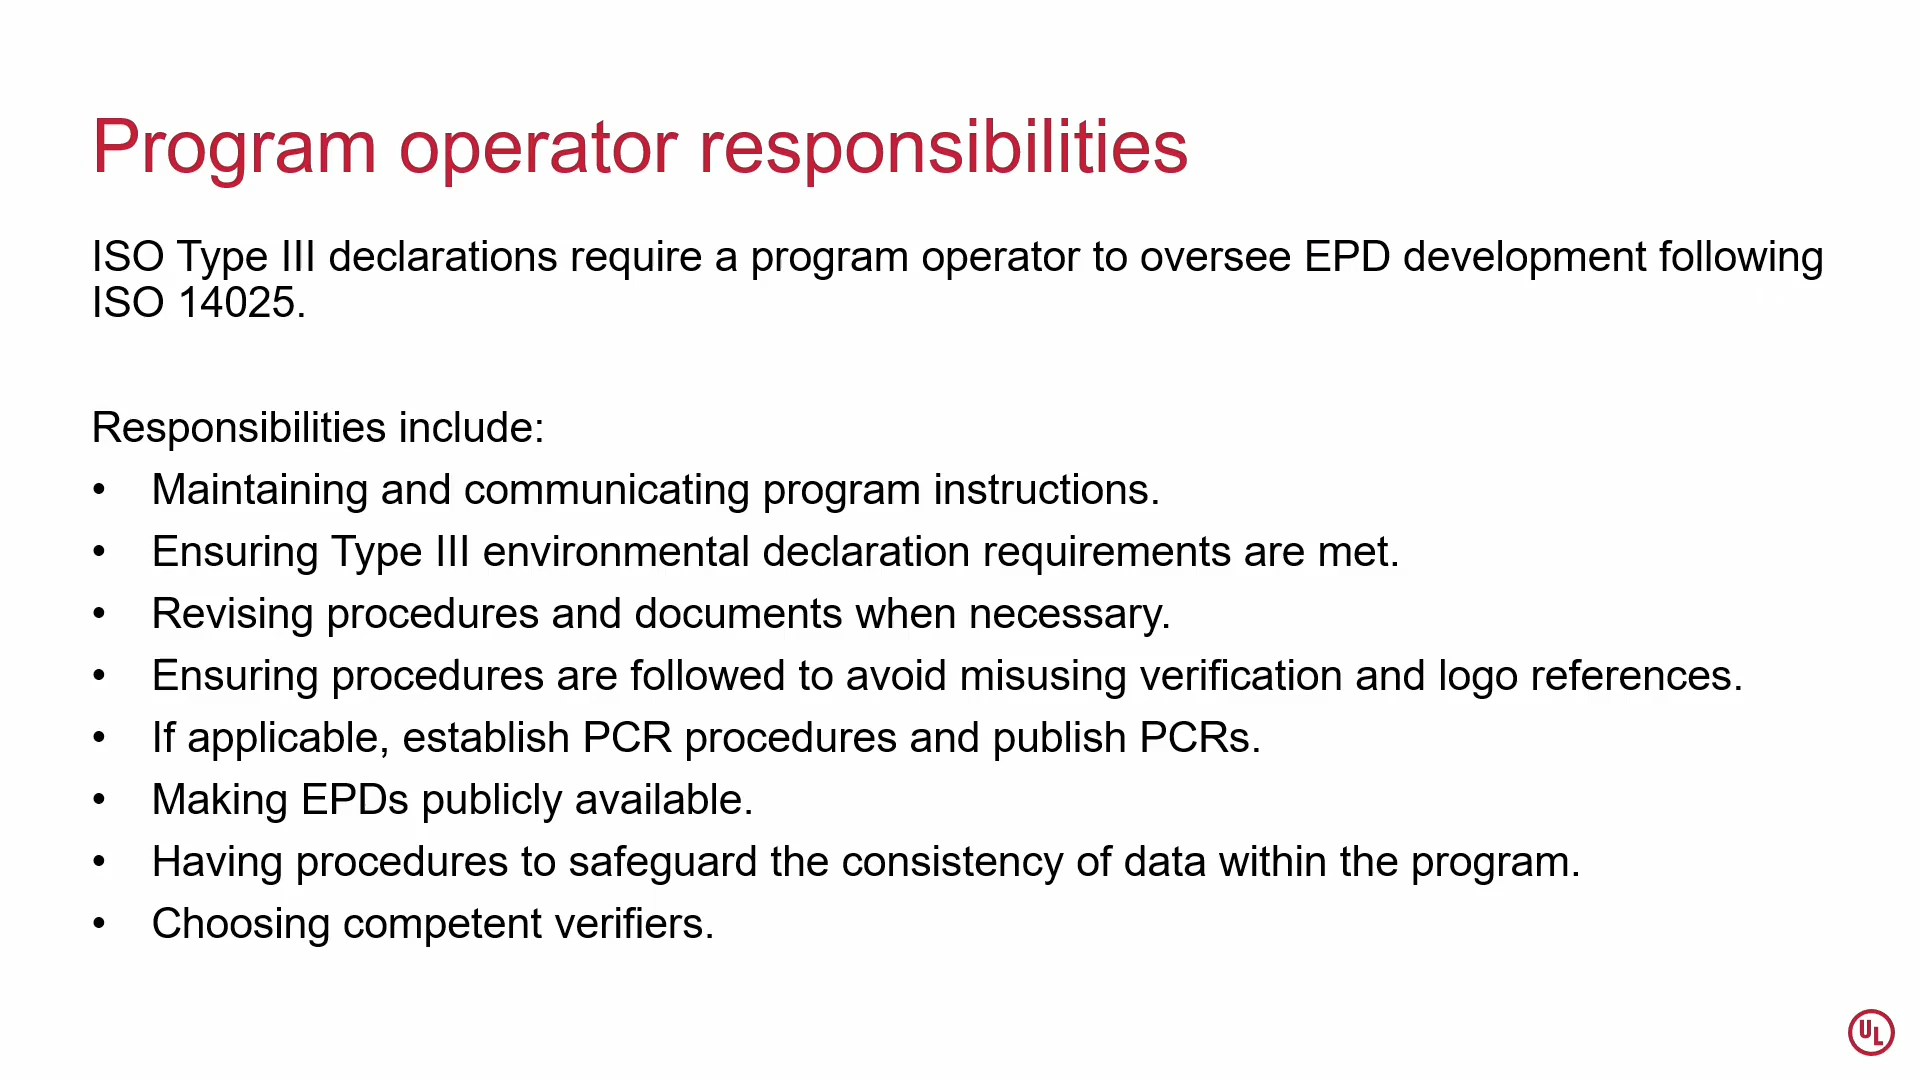 Program operator responsibilities
ISO Type III declarations require a program operator to oversee EPD development following
ISO 14025.
Responsibilities include:
• Maintaining and communicating program instructions.
• Ensuring Type III environmental declaration requirements are met.
• Revising procedures and documents when necessary.
• Ensuring procedures are followed to avoid misusing verification and logo references.
• If applicable, establish PCR procedures and publish PCRs.
• Making EPDs publicly available.
• Having procedures to safeguard the consistency of data within the program.
• Choosing competent verifiers.
UL